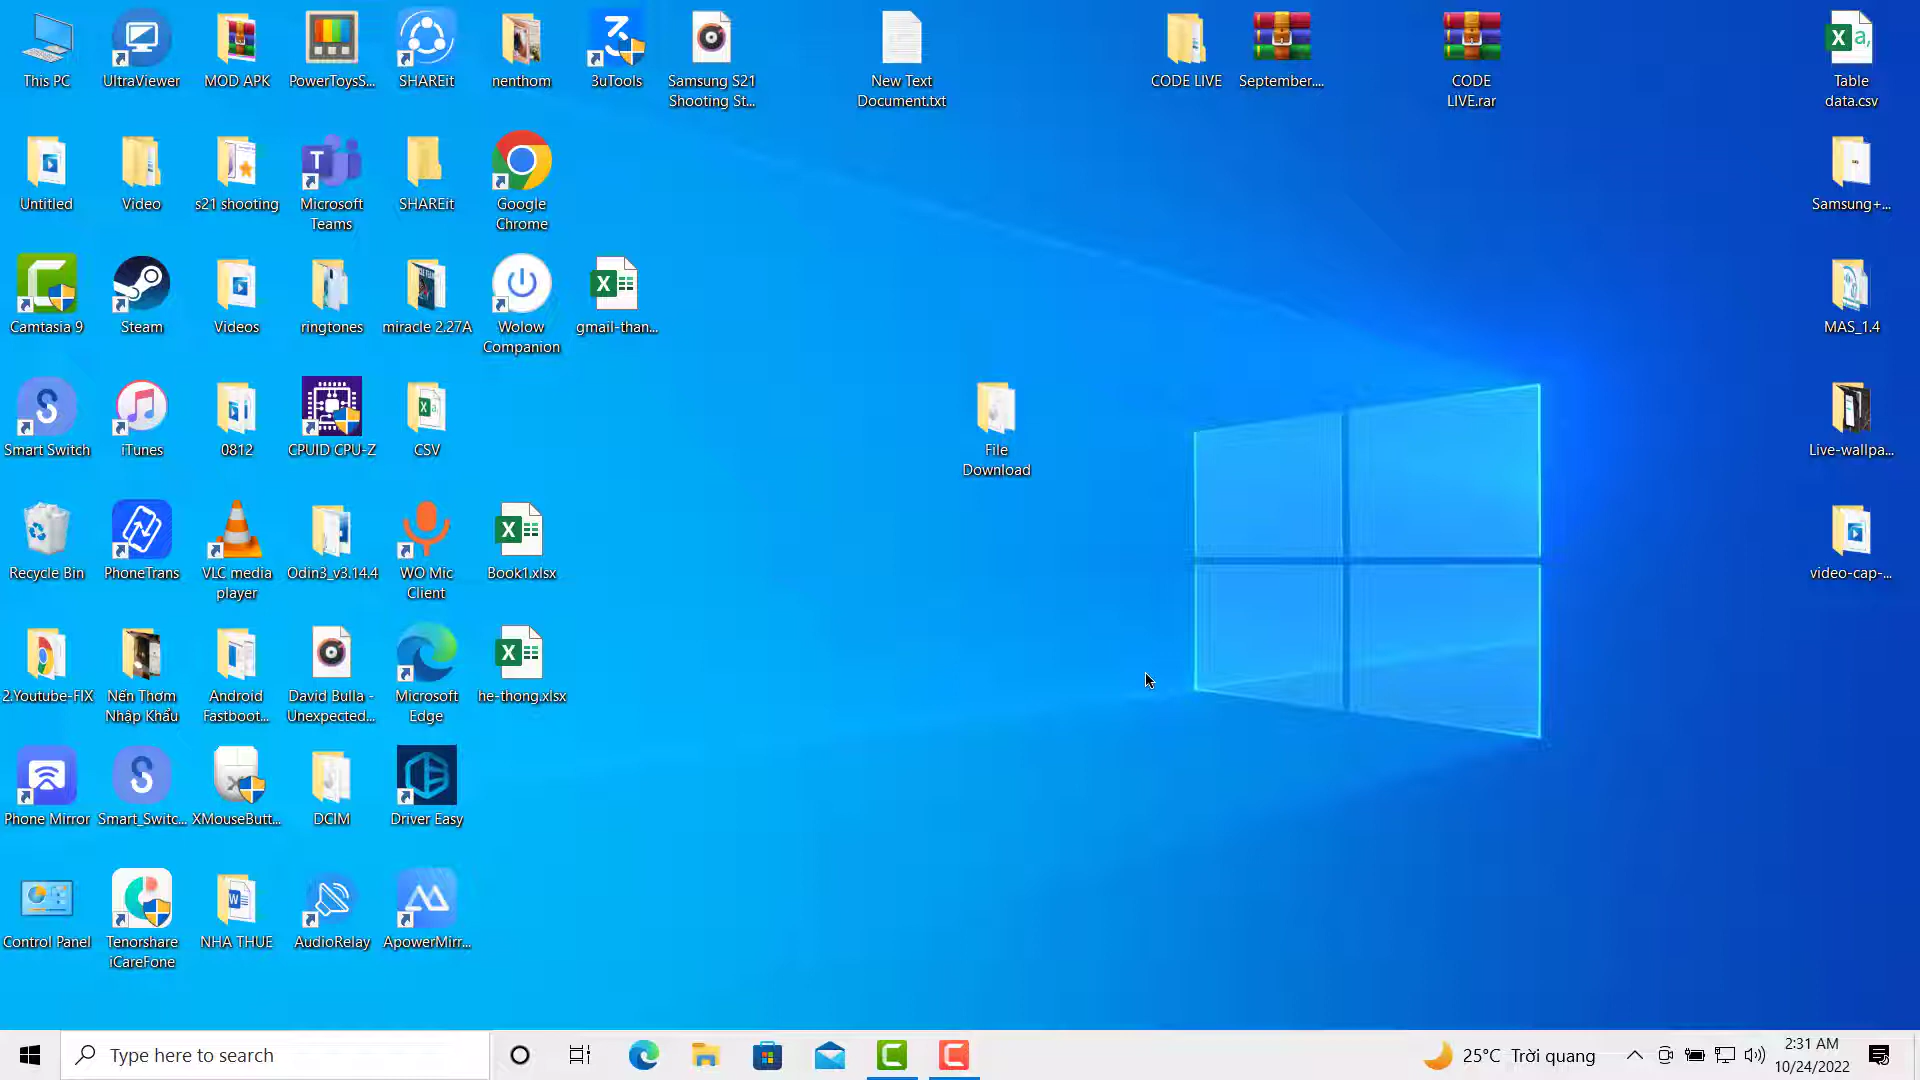 This PC
UltraViewer
MOD APK
PowerToysS...
SHAREit
nenthom
3uTools
Samsung S21
Shooting St...
New Text
Document.txt
CODE LIVE
September....
CODE
LIVE.rar
Table
data.csv
Untitled
Video
s21 shooting
Microsoft
Teams
SHAREit
Google
Chrome
Samsung+...
Camtasia 9
Steam
Videos
ringtones
miracle 2.27A
Wolow
Companion
gmail-than...
MAS_1.4
Smart Switch
iTunes
0812
CPUID CPU-Z
CSV
File
Download
Live-wallpa...
Recycle Bin
PhoneTrans
VLC media
player
Odin3_v3.14.4
WO Mic
Client
Book1.xlsx
video-cap-...
2.Youtube-FIX
Nến Thơm
Nhập Khẩu
Android
Fastboot...
David Bulla -
Unexpected...
Microsoft
Edge
he-thong.xlsx
Phone Mirror
Smart_Switc...
XMouseButt...
DCIM
Driver Easy
Control Panel
Tenorshare
iCareFone
NHA THUE
AudioRelay
ApowerMirr...
Type here to search
25°C Trời quang
2:31 AM
10/24/2022